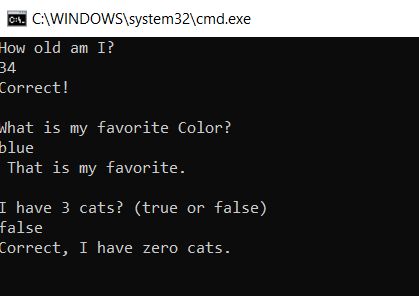 C:\WINDOWS\system32\cmd.exe
How old am I?
34
Correct!
What is my favorite Color?
blue
That is my favorite.
I have 3 cats? (true or false)
false
Correct, I have zero cats.